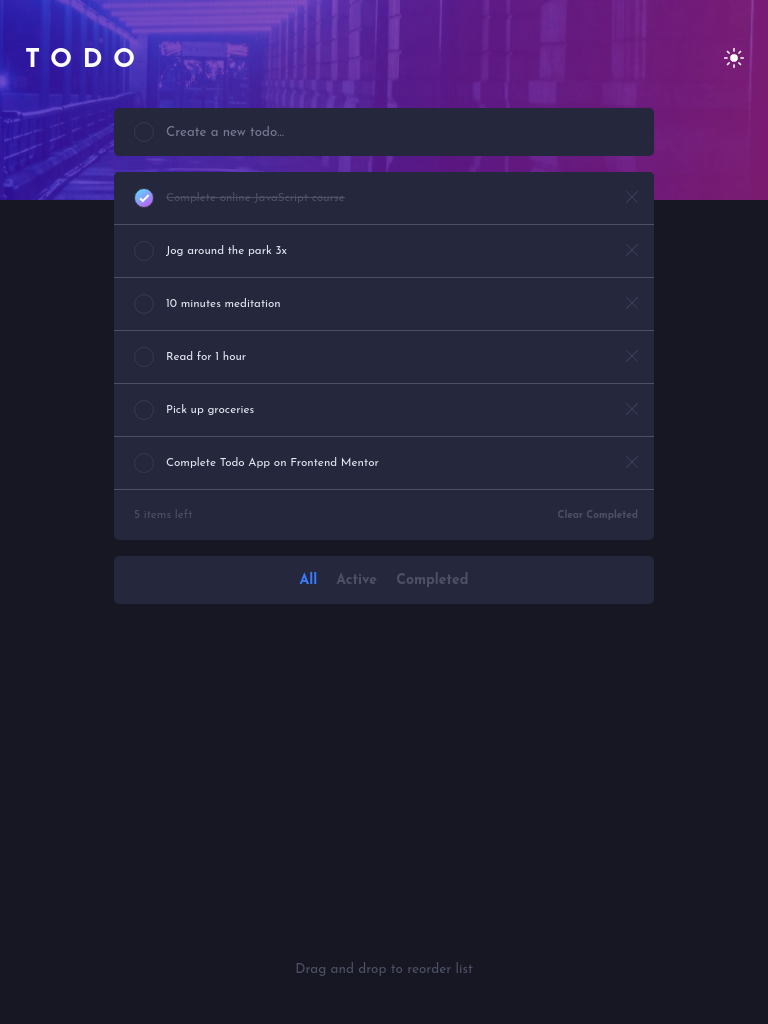 TODO
Create a new todo...
Complete online JavaScript course
Jog around the park 3x
10 minutes meditation
Read for 1 hour
Pick up groceries
Complete Todo App on Frontend Mentor
5 items left Clear Completed
All Active Completed
Drag and drop to reorder list